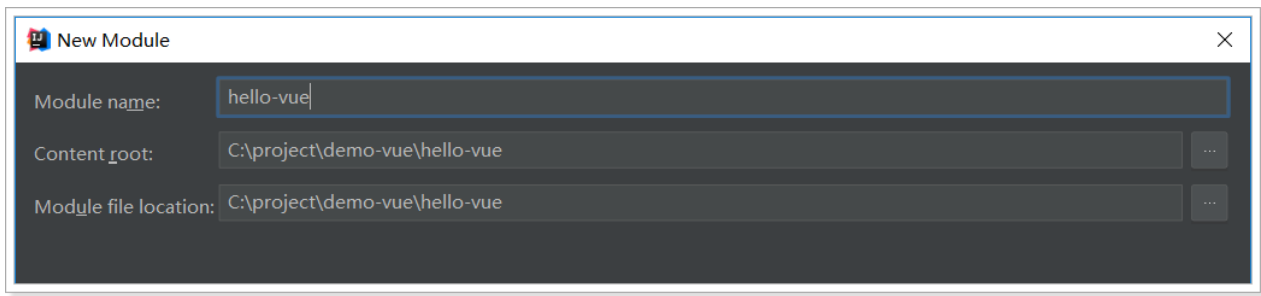 New Module
Module name: hello-vue
Content root: C:\project\demo-vue\hello-vue ...
Module file location: C:\project\demo-vue\hello-vue ...